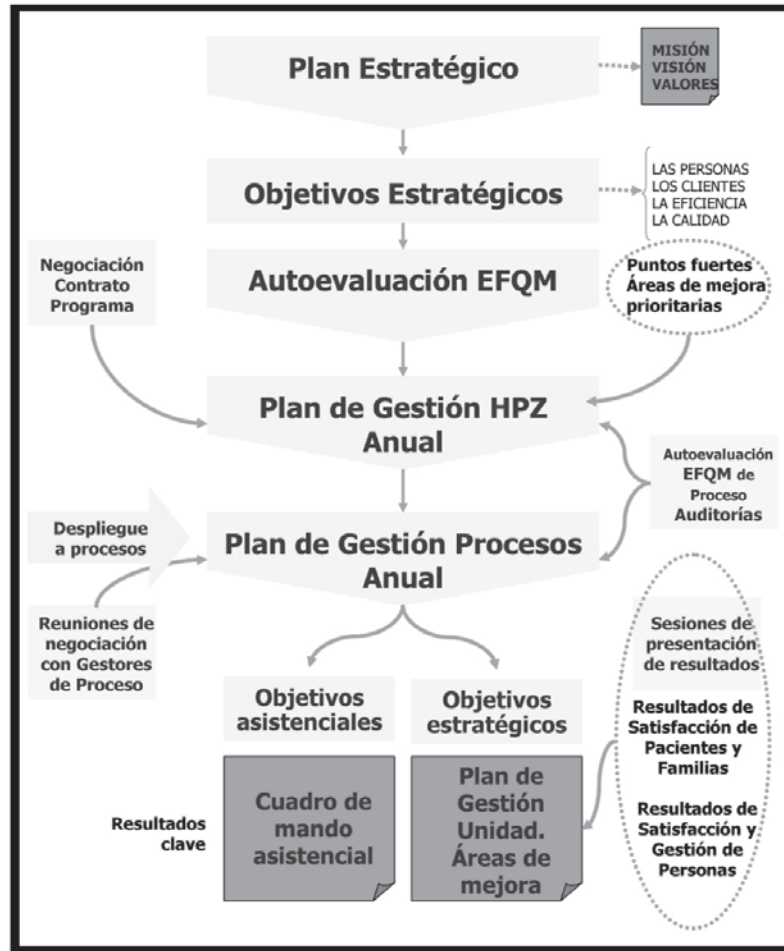 Plan Estratégico
MISIÓN
VISIÓN
VALORES
Objetivos Estratégicos
LAS PERSONAS
LOS CLIENTES
LA EFICIENCIA
LA CALIDAD
Negociación
Contrato
Programa
Autoevaluación EFQM
Puntos fuertes
Áreas de mejora
prioritarias
Plan de Gestión HPZ
Anual
Autoevaluación
EFQM de
Proceso
Auditorías
Despliegue
a procesos
Plan de Gestión Procesos
Anual
Reuniones de
negociación
con Gestores
de Proceso
Sesiones de
presentación
de resultados
Objetivos
asistenciales
Objetivos
estratégicos
Resultados de
Satisfacción de
Pacientes y
Familias
Resultados
clave
Cuadro de
mando
asistencial
Plan de
Gestión
Unidad.
Áreas de
mejora
Resultados de
Satisfacción y
Gestión de
Personas